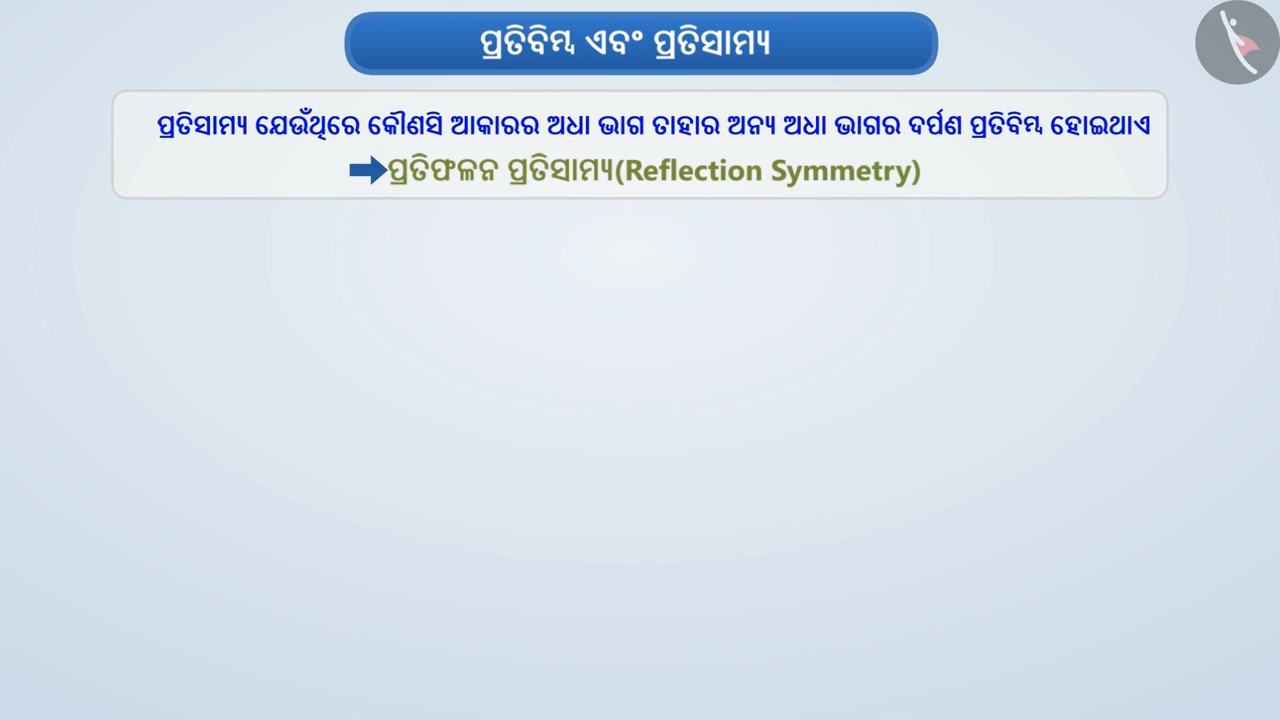 ପ୍ରତିବିମ୍ବ ଏବଂ ପ୍ରତିସାମ୍ୟ
ପ୍ରତିସାମ୍ୟ ଯେଉଁଥିରେ କୌଣସି ଆକାରର ଅଧା ଭାଗ ତାହାର ଅନ୍ୟ ଅଧା ଭାଗର ଦର୍ପଣ ପ୍ରତିବିମ୍ବ ହୋଇଥାଏ
ପ୍ରତିଫଳନ ପ୍ରତିସାମ୍ୟ(Reflection Symmetry)